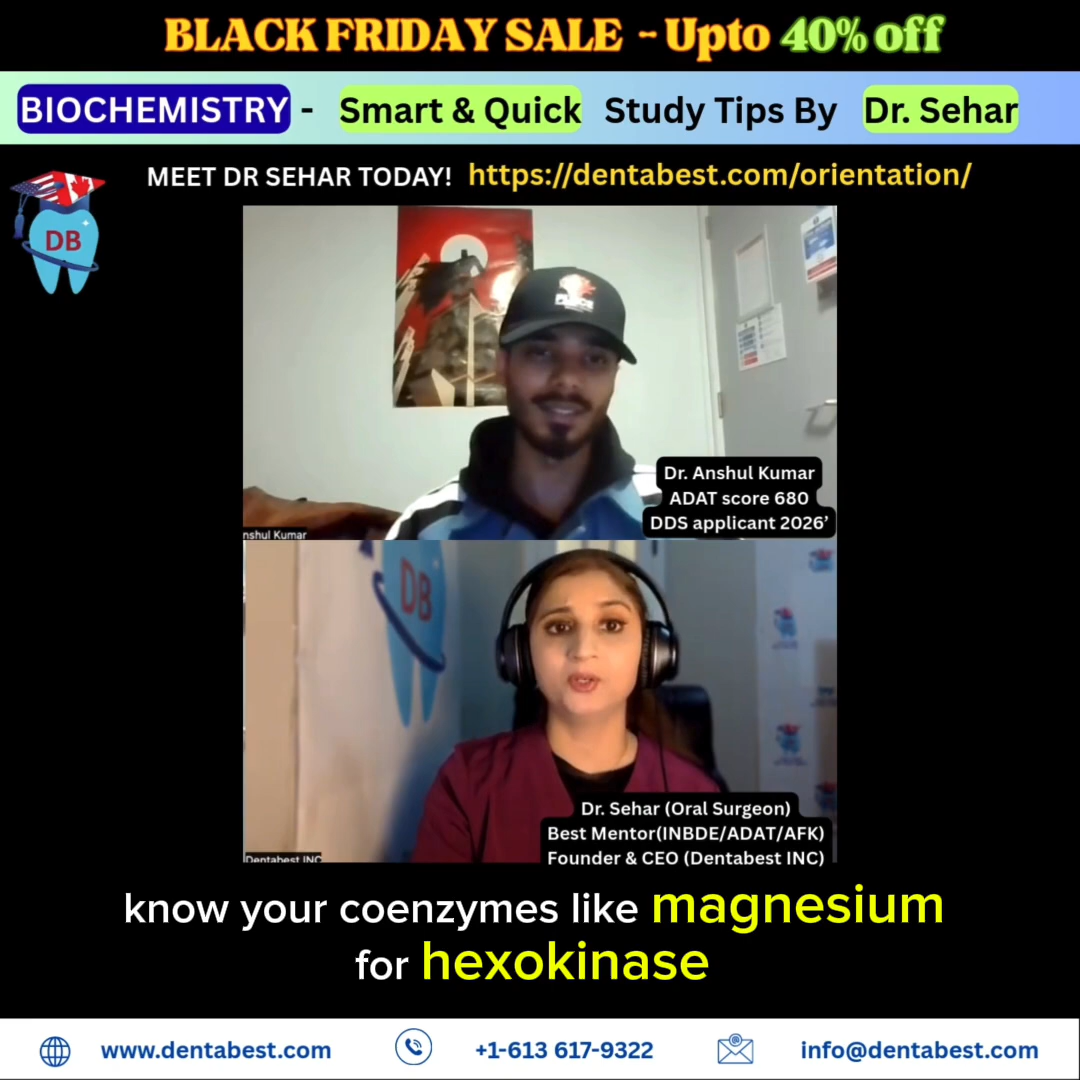 BLACK FRIDAY SALE - Upto 40% off
BIOCHEMISTRY - Smart & Quick Study Tips By Dr. Sehar
MEET DR SEHAR TODAY! https://dentabest.com/orientation/
DB
Dr. Anshul Kumar
ADAT score 680
DDS applicant 2026’
nshul Kumar
DB
Dr. Sehar (Oral Surgeon)
Best Mentor(INBDE/ADAT/AFK)
Founder & CEO (Dentabest INC)
Dentabest INC
know your coenzymes like magnesium
for hexokinase
www.dentabest.com +1-613 617-9322 info@dentabest.com